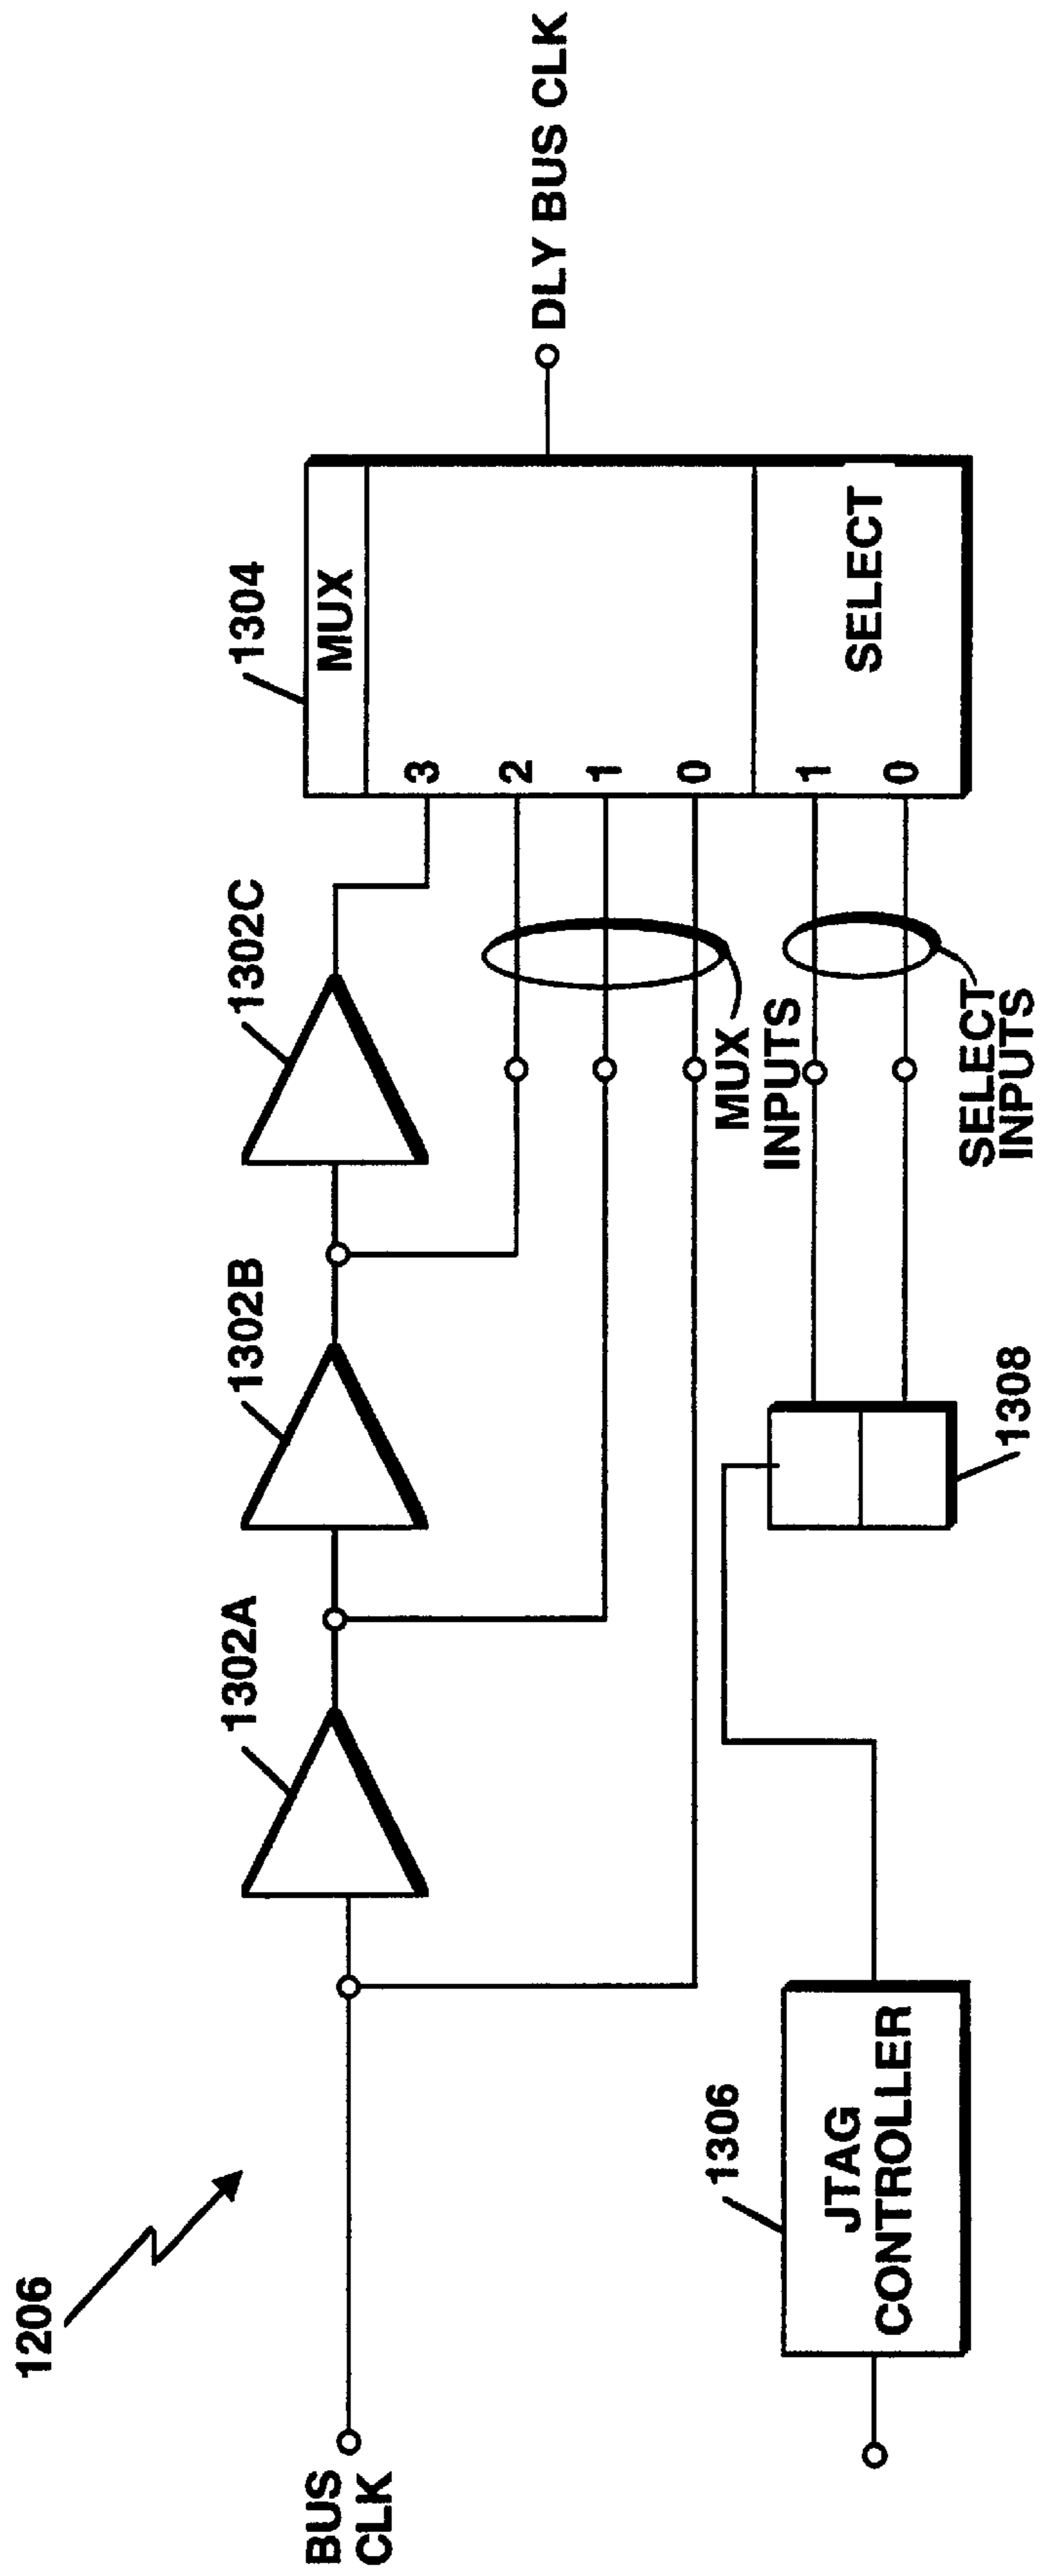 1206
BUS
CLK
1302A
1302B
1302C
1304
MUX
3
2
1
0
1
0
SELECT
DLY BUS CLK
MUX
INPUTS
SELECT
INPUTS
1306
JTAG
CONTROLLER
1308